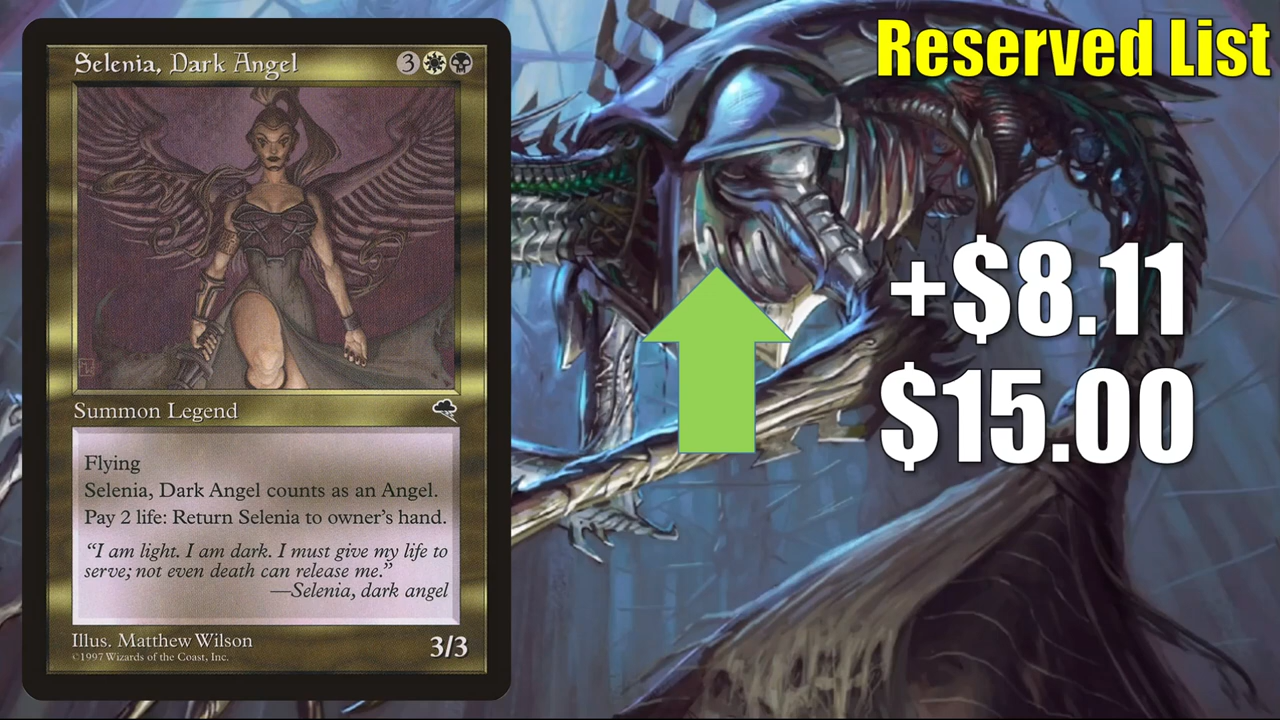 Selenia, Dark Angel 3
Summon Legend
Flying
Selenia, Dark Angel counts as an Angel.
Pay 2 life: Return Selenia to owner's hand.
“I am light. I am dark. I must give my life to
serve; not even death can release me.”
—Selenia, dark angel
Illus. Matthew Wilson
©1997 Wizards of the Coast, Inc.
3/3
Reserved List
+$8.11
$15.00